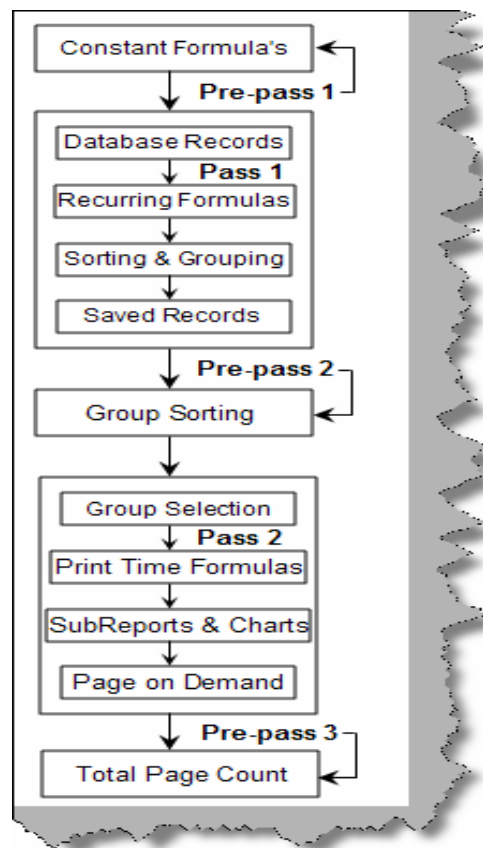 Constant Formula's
Pre-pass 1
Database Records
Pass 1
Recurring Formulas
Sorting & Grouping
Saved Records
Pre-pass 2
Group Sorting
Group Selection
Pass 2
Print Time Formulas
SubReports & Charts
Page on Demand
Pre-pass 3
Total Page Count